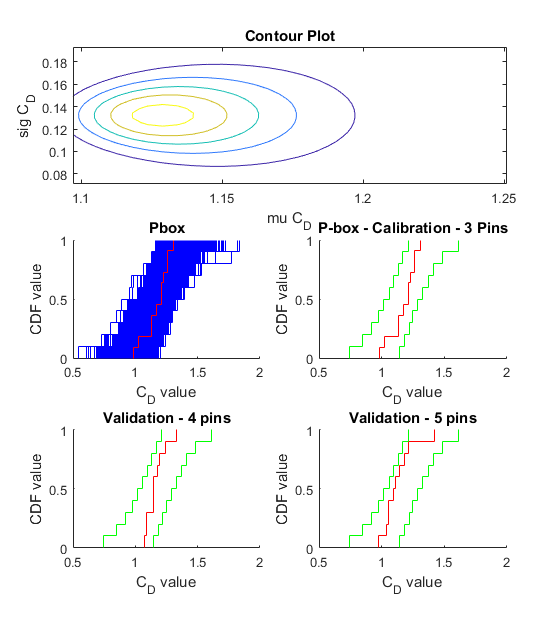 Contour Plot
sig C_D
0.18
0.16
0.14
0.12
0.1
0.08
1.1 1.15 1.2 1.25
mu C_D
Pbox
CDF value
1
0.5
0
0.5 1 1.5 2
C_D value
P-box - Calibration - 3 Pins
CDF value
1
0.5
0
0.5 1 1.5 2
C_D value
Validation - 4 pins
CDF value
1
0.5
0
0.5 1 1.5 2
C_D value
Validation - 5 pins
CDF value
1
0.5
0
0.5 1 1.5 2
C_D value